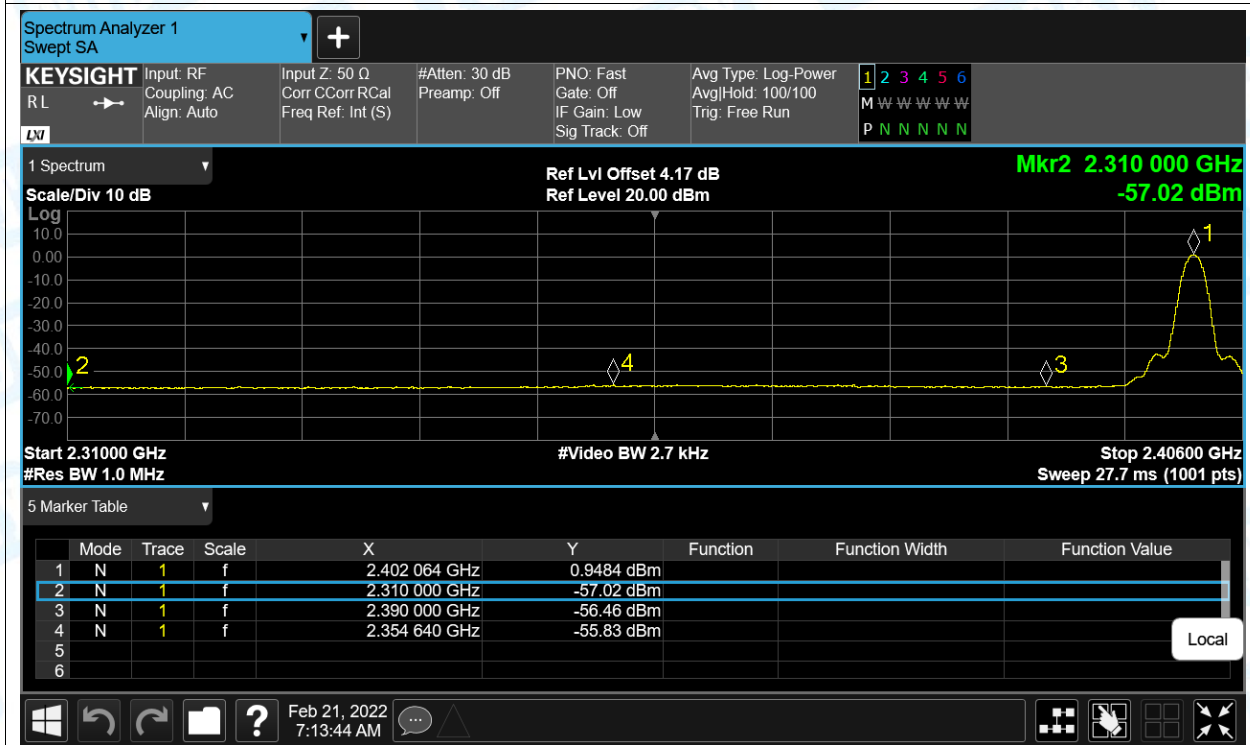 Spectrum Analyzer 1
Swept SA
KEYSIGHT Input: RF Input Z: 50 Ω #Atten: 30 dB PNO: Fast Avg Type: Log-Power 1 2 3 4 5 6
R L Coupling: AC Corr CCorr RCal Preamp: Off Gate: Off Avg|Hold: 100/100 M W W W W W
Align: Auto Freq Ref: Int (S) IF Gain: Low Trig: Free Run
LXI Sig Track: Off P N N N N N
1 Spectrum Ref Lvl Offset 4.17 dB Mkr2 2.310 000 GHz
Scale/Div 10 dB Ref Level 20.00 dBm -57.02 dBm
Log
10.0 1
0.00
-10.0
-20.0
-30.0
-40.0
2 4 3
-50.0
-60.0
-70.0
Start 2.31000 GHz #Video BW 2.7 kHz Stop 2.40600 GHz
#Res BW 1.0 MHz Sweep 27.7 ms (1001 pts)
5 Marker Table
Mode Trace Scale X Y Function Function Width Function Value
1 N 1 f 2.402 064 GHz 0.9484 dBm
2 N 1 f 2.310 000 GHz -57.02 dBm
3 N 1 f 2.390 000 GHz -56.46 dBm
4 N 1 f 2.354 640 GHz -55.83 dBm
5
6
Local
? Feb 21, 2022
7:13:44 AM